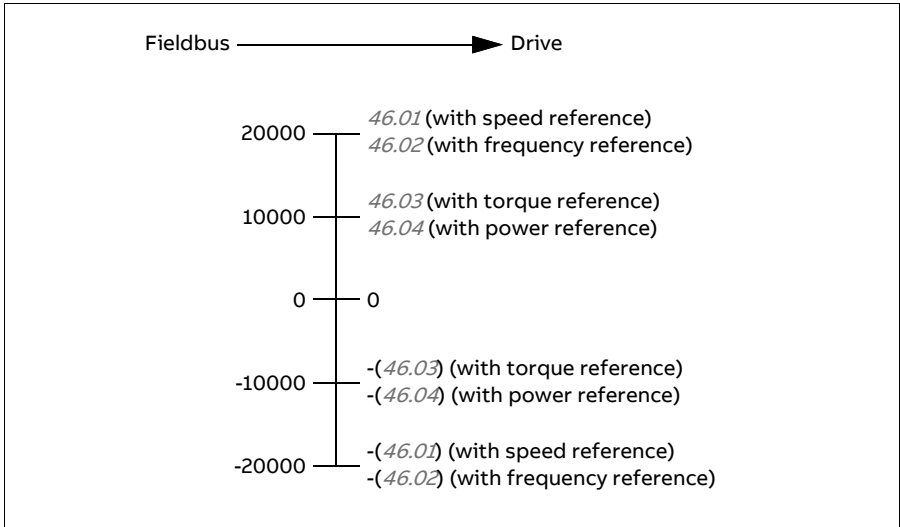 Fieldbus Drive
46.01 (with speed reference)
20000
46.02 (with frequency reference)
46.03 (with torque reference)
10000
46.04 (with power reference)
0 0
-(46.03) (with torque reference)
-10000
-(46.04) (with power reference)
-(46.01) (with speed reference)
-20000
-(46.02) (with frequency reference)